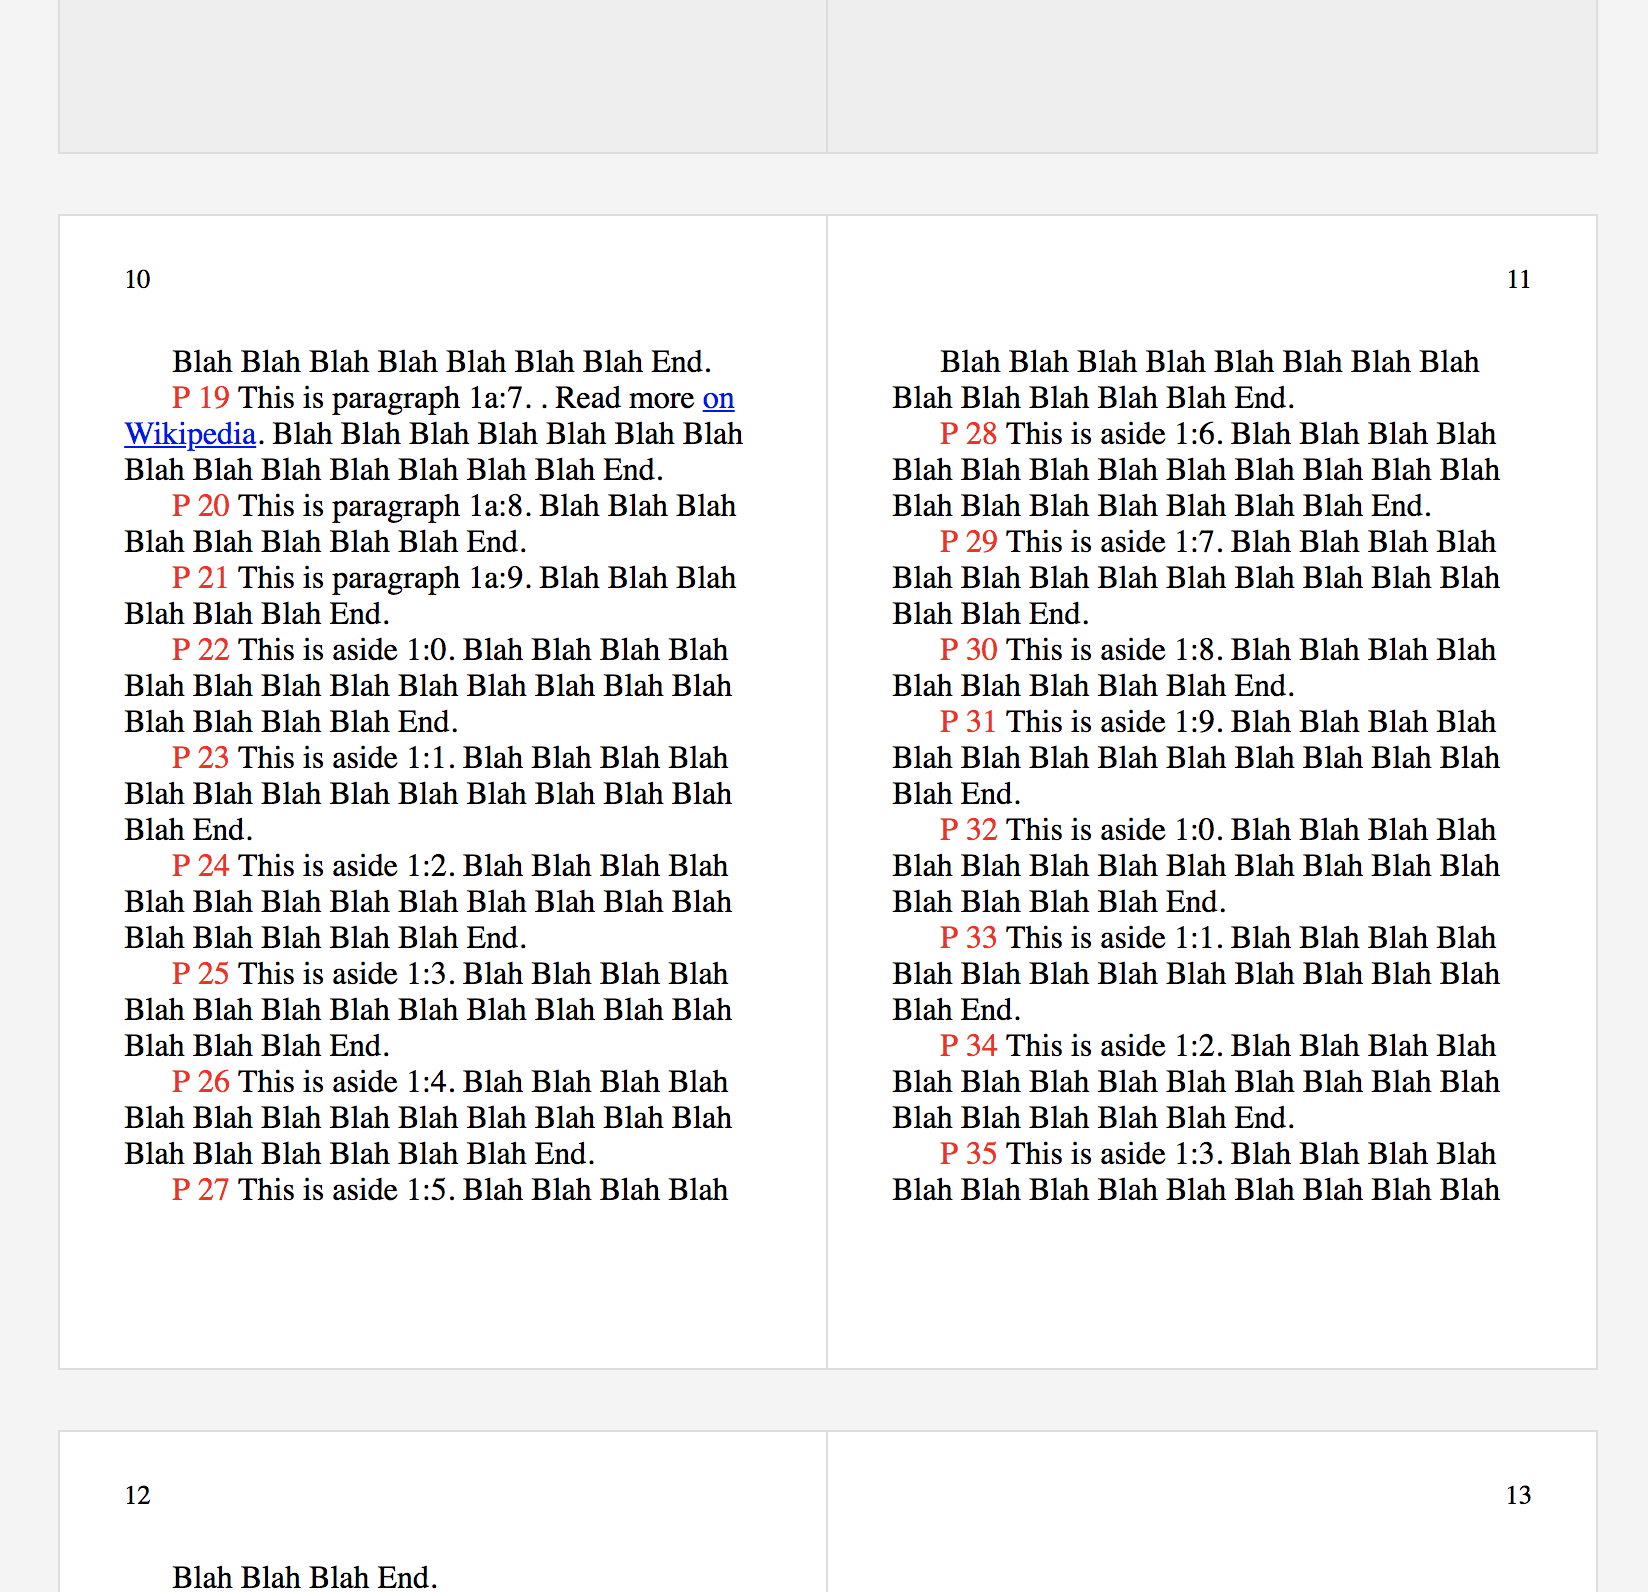 10
Blah Blah Blah Blah Blah Blah Blah End.
P 19 This is paragraph 1a:7. . Read more on
Wikipedia. Blah Blah Blah Blah Blah Blah Blah
Blah Blah Blah Blah Blah Blah Blah End.
P 20 This is paragraph 1a:8. Blah Blah Blah
Blah Blah Blah Blah Blah End.
P 21 This is paragraph 1a:9. Blah Blah Blah
Blah Blah Blah End.
P 22 This is aside 1:0. Blah Blah Blah Blah
Blah Blah Blah Blah Blah Blah Blah Blah Blah
Blah Blah Blah Blah End.
P 23 This is aside 1:1. Blah Blah Blah Blah
Blah Blah Blah Blah Blah Blah Blah Blah Blah
Blah End.
P 24 This is aside 1:2. Blah Blah Blah Blah
Blah Blah Blah Blah Blah Blah Blah Blah Blah
Blah Blah Blah Blah Blah End.
P 25 This is aside 1:3. Blah Blah Blah Blah
Blah Blah Blah Blah Blah Blah Blah Blah Blah
Blah Blah Blah End.
P 26 This is aside 1:4. Blah Blah Blah Blah
Blah Blah Blah Blah Blah Blah Blah Blah Blah
Blah Blah Blah Blah Blah Blah End.
P 27 This is aside 1:5. Blah Blah Blah Blah
11
Blah Blah Blah Blah Blah Blah Blah Blah
Blah Blah Blah Blah Blah End.
P 28 This is aside 1:6. Blah Blah Blah Blah
Blah Blah Blah Blah Blah Blah Blah Blah Blah
Blah Blah Blah Blah Blah Blah Blah End.
P 29 This is aside 1:7. Blah Blah Blah Blah
Blah Blah Blah Blah Blah Blah Blah Blah Blah
Blah Blah End.
P 30 This is aside 1:8. Blah Blah Blah Blah
Blah Blah Blah Blah Blah End.
P 31 This is aside 1:9. Blah Blah Blah Blah
Blah Blah Blah Blah Blah Blah Blah Blah Blah
Blah End.
P 32 This is aside 1:0. Blah Blah Blah Blah
Blah Blah Blah Blah Blah Blah Blah Blah Blah
Blah Blah Blah Blah End.
P 33 This is aside 1:1. Blah Blah Blah Blah
Blah Blah Blah Blah Blah Blah Blah Blah Blah
Blah End.
P 34 This is aside 1:2. Blah Blah Blah Blah
Blah Blah Blah Blah Blah Blah Blah Blah Blah
Blah Blah Blah Blah Blah End.
P 35 This is aside 1:3. Blah Blah Blah Blah
Blah Blah Blah Blah Blah Blah Blah Blah Blah
12
Blah Blah Blah End.
13